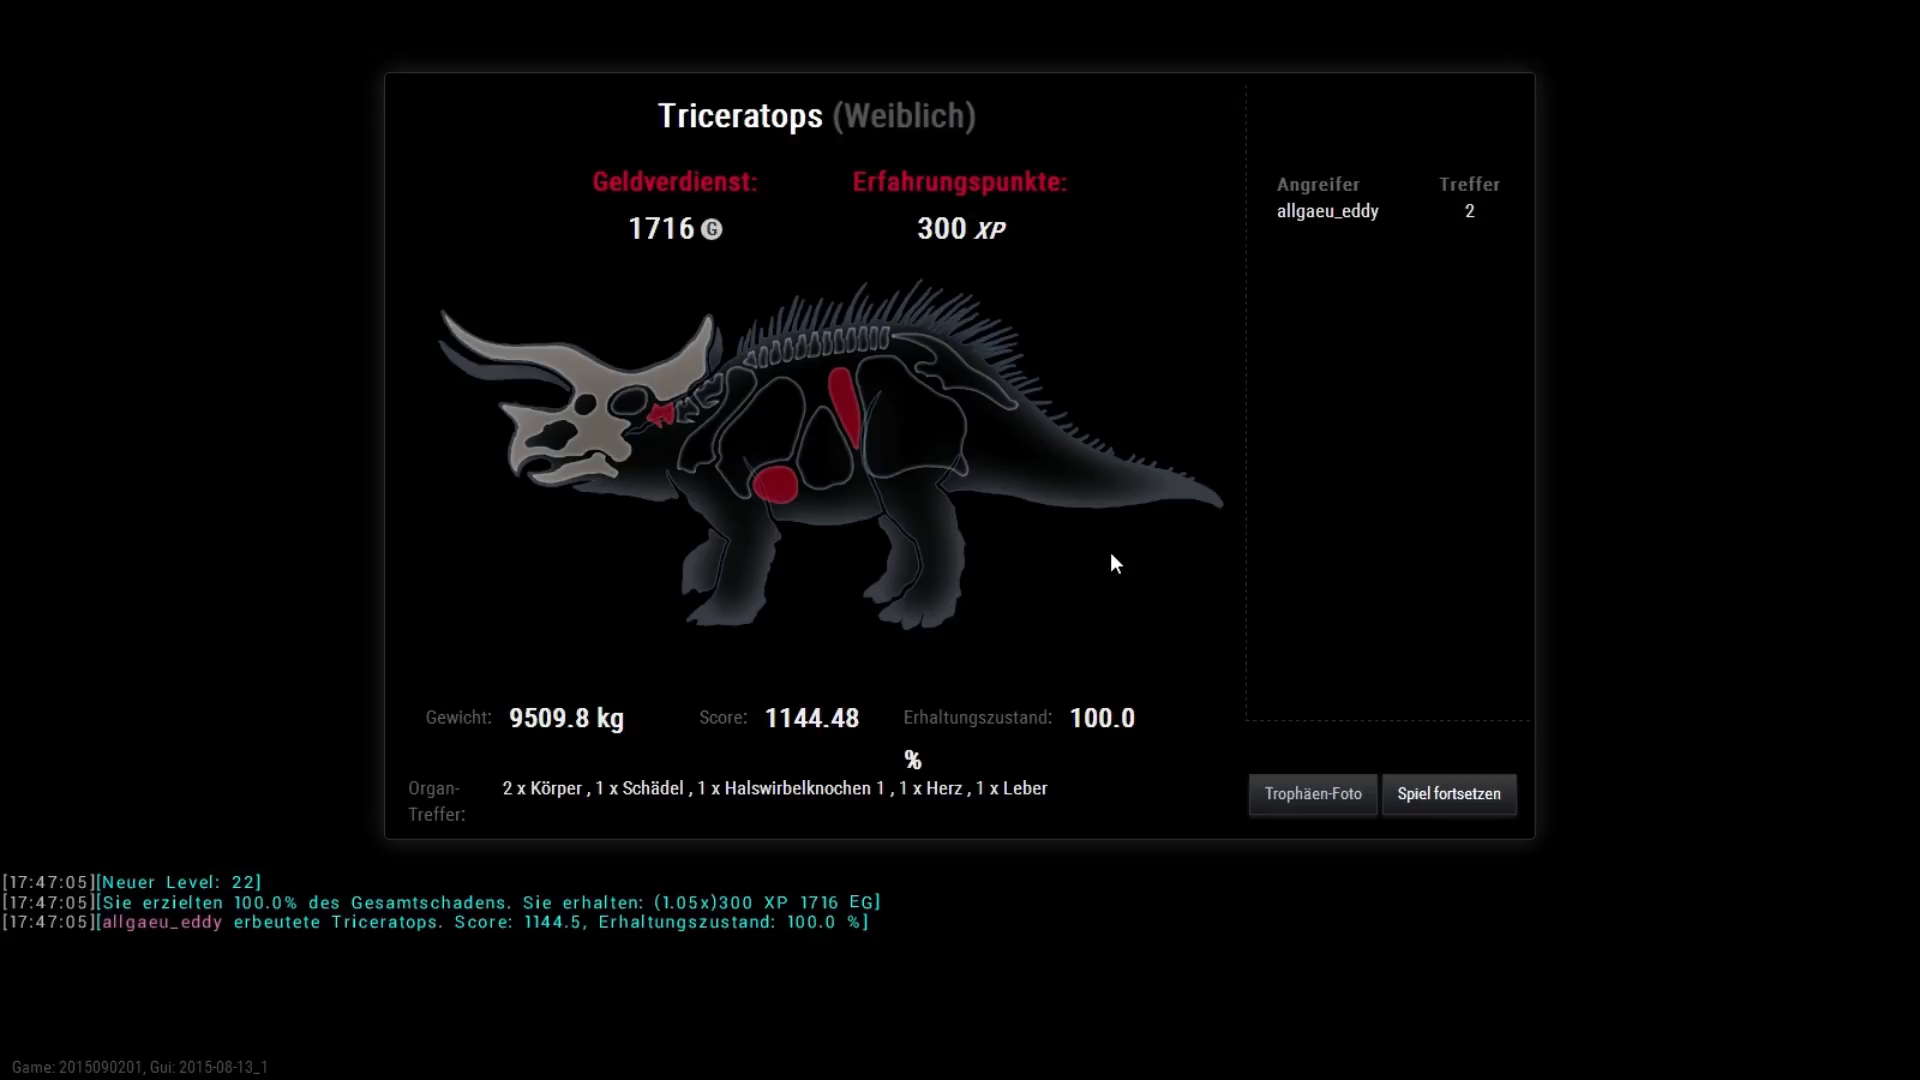 Triceratops (Weiblich)
Geldverdienst:
1716 G
Erfahrungspunkte:
300 XP
Angreifer Treffer
allgaeu_eddy 2
Gewicht: 9509.8 kg
Score: 1144.48
Erhaltungszustand: 100.0
%
Organ-
Treffer:
2 x Körper , 1 x Schädel , 1 x Halswirbelknochen 1 , 1 x Herz , 1 x Leber
Trophäen-Foto
Spiel fortsetzen
[17:47:05][Neuer Level: 22]
[17:47:05][Sie erzielten 100.0% des Gesamtschadens. Sie erhalten: (1.05x)300 XP 1716 EG]
[17:47:05][allgaeu_eddy erbeutete Triceratops. Score: 1144.5, Erhaltungszustand: 100.0 %]
Game: 2015090201, Gui: 2015-08-13_1